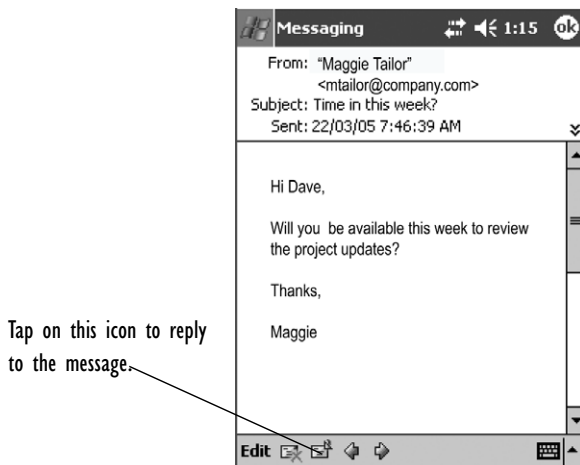 Messaging 1:15 ok
From: “Maggie Tailor”
<mtailor@company.com>
Subject: Time in this week?
Sent: 22/03/05 7:46:39 AM
Hi Dave,
Will you be available this week to review
the project updates?
Thanks,
Maggie
Tap on this icon to reply
to the message.
Edit